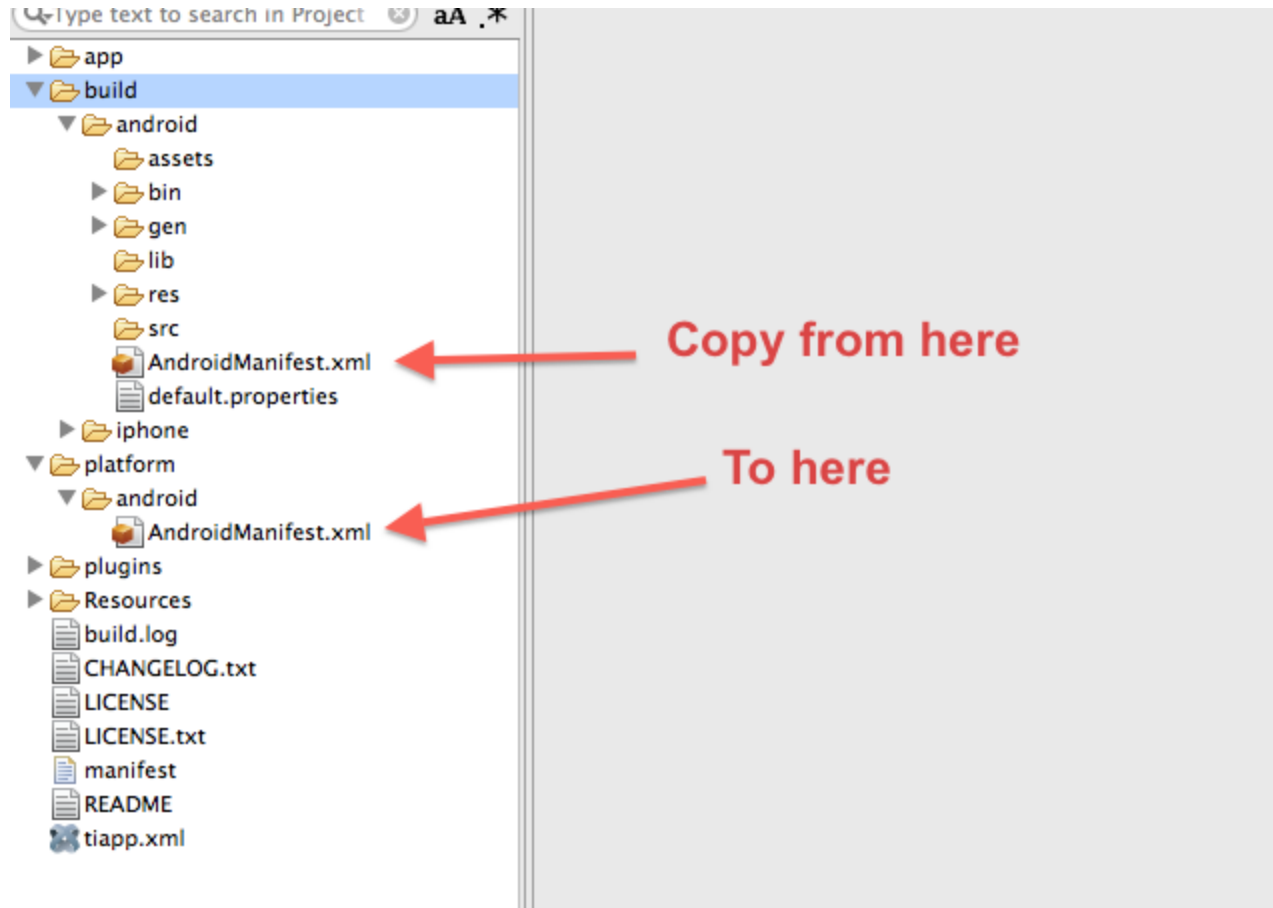 Type text to search in Project aA .*
app
build
android
assets
bin
gen
lib
res
src
AndroidManifest.xml
default.properties
iphone
platform
android
AndroidManifest.xml
plugins
Resources
build.log
CHANGELOG.txt
LICENSE
LICENSE.txt
manifest
README
tiapp.xml
Copy from here
To here